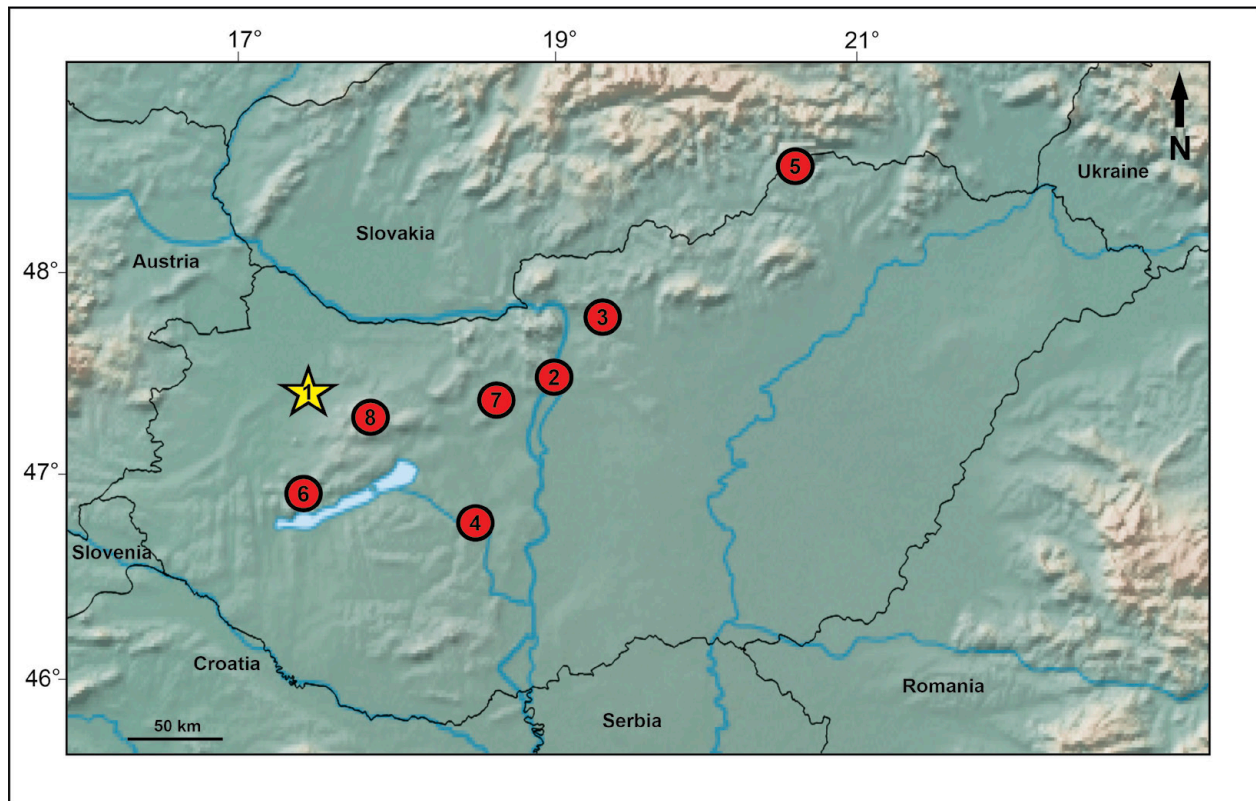 17° 19° 21°
N
Ukraine
Slovakia
Austria
48°
47°
46°
5
3
2
1
7
8
6
4
Slovenia
Croatia
Romania
Serbia
50 km